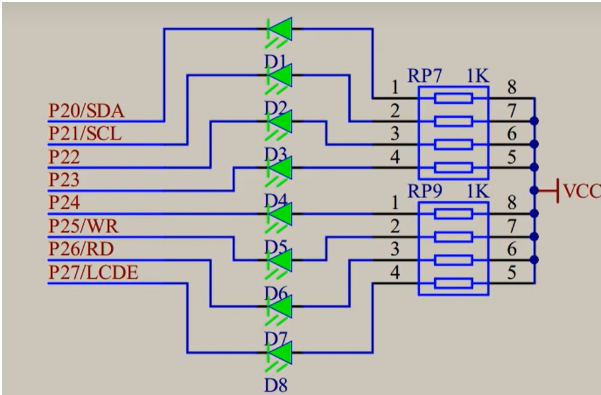 D1
RP7 1K
1 8
P20/SDA
2 7
D2
P21/SCL
3 6
P22
D3
4 5
P23
RP9 1K
VCC
P24
D4
1 8
P25/WR
2 7
D5
P26/RD
3 6
P27/LCDE
4 5
D6
D7
D8